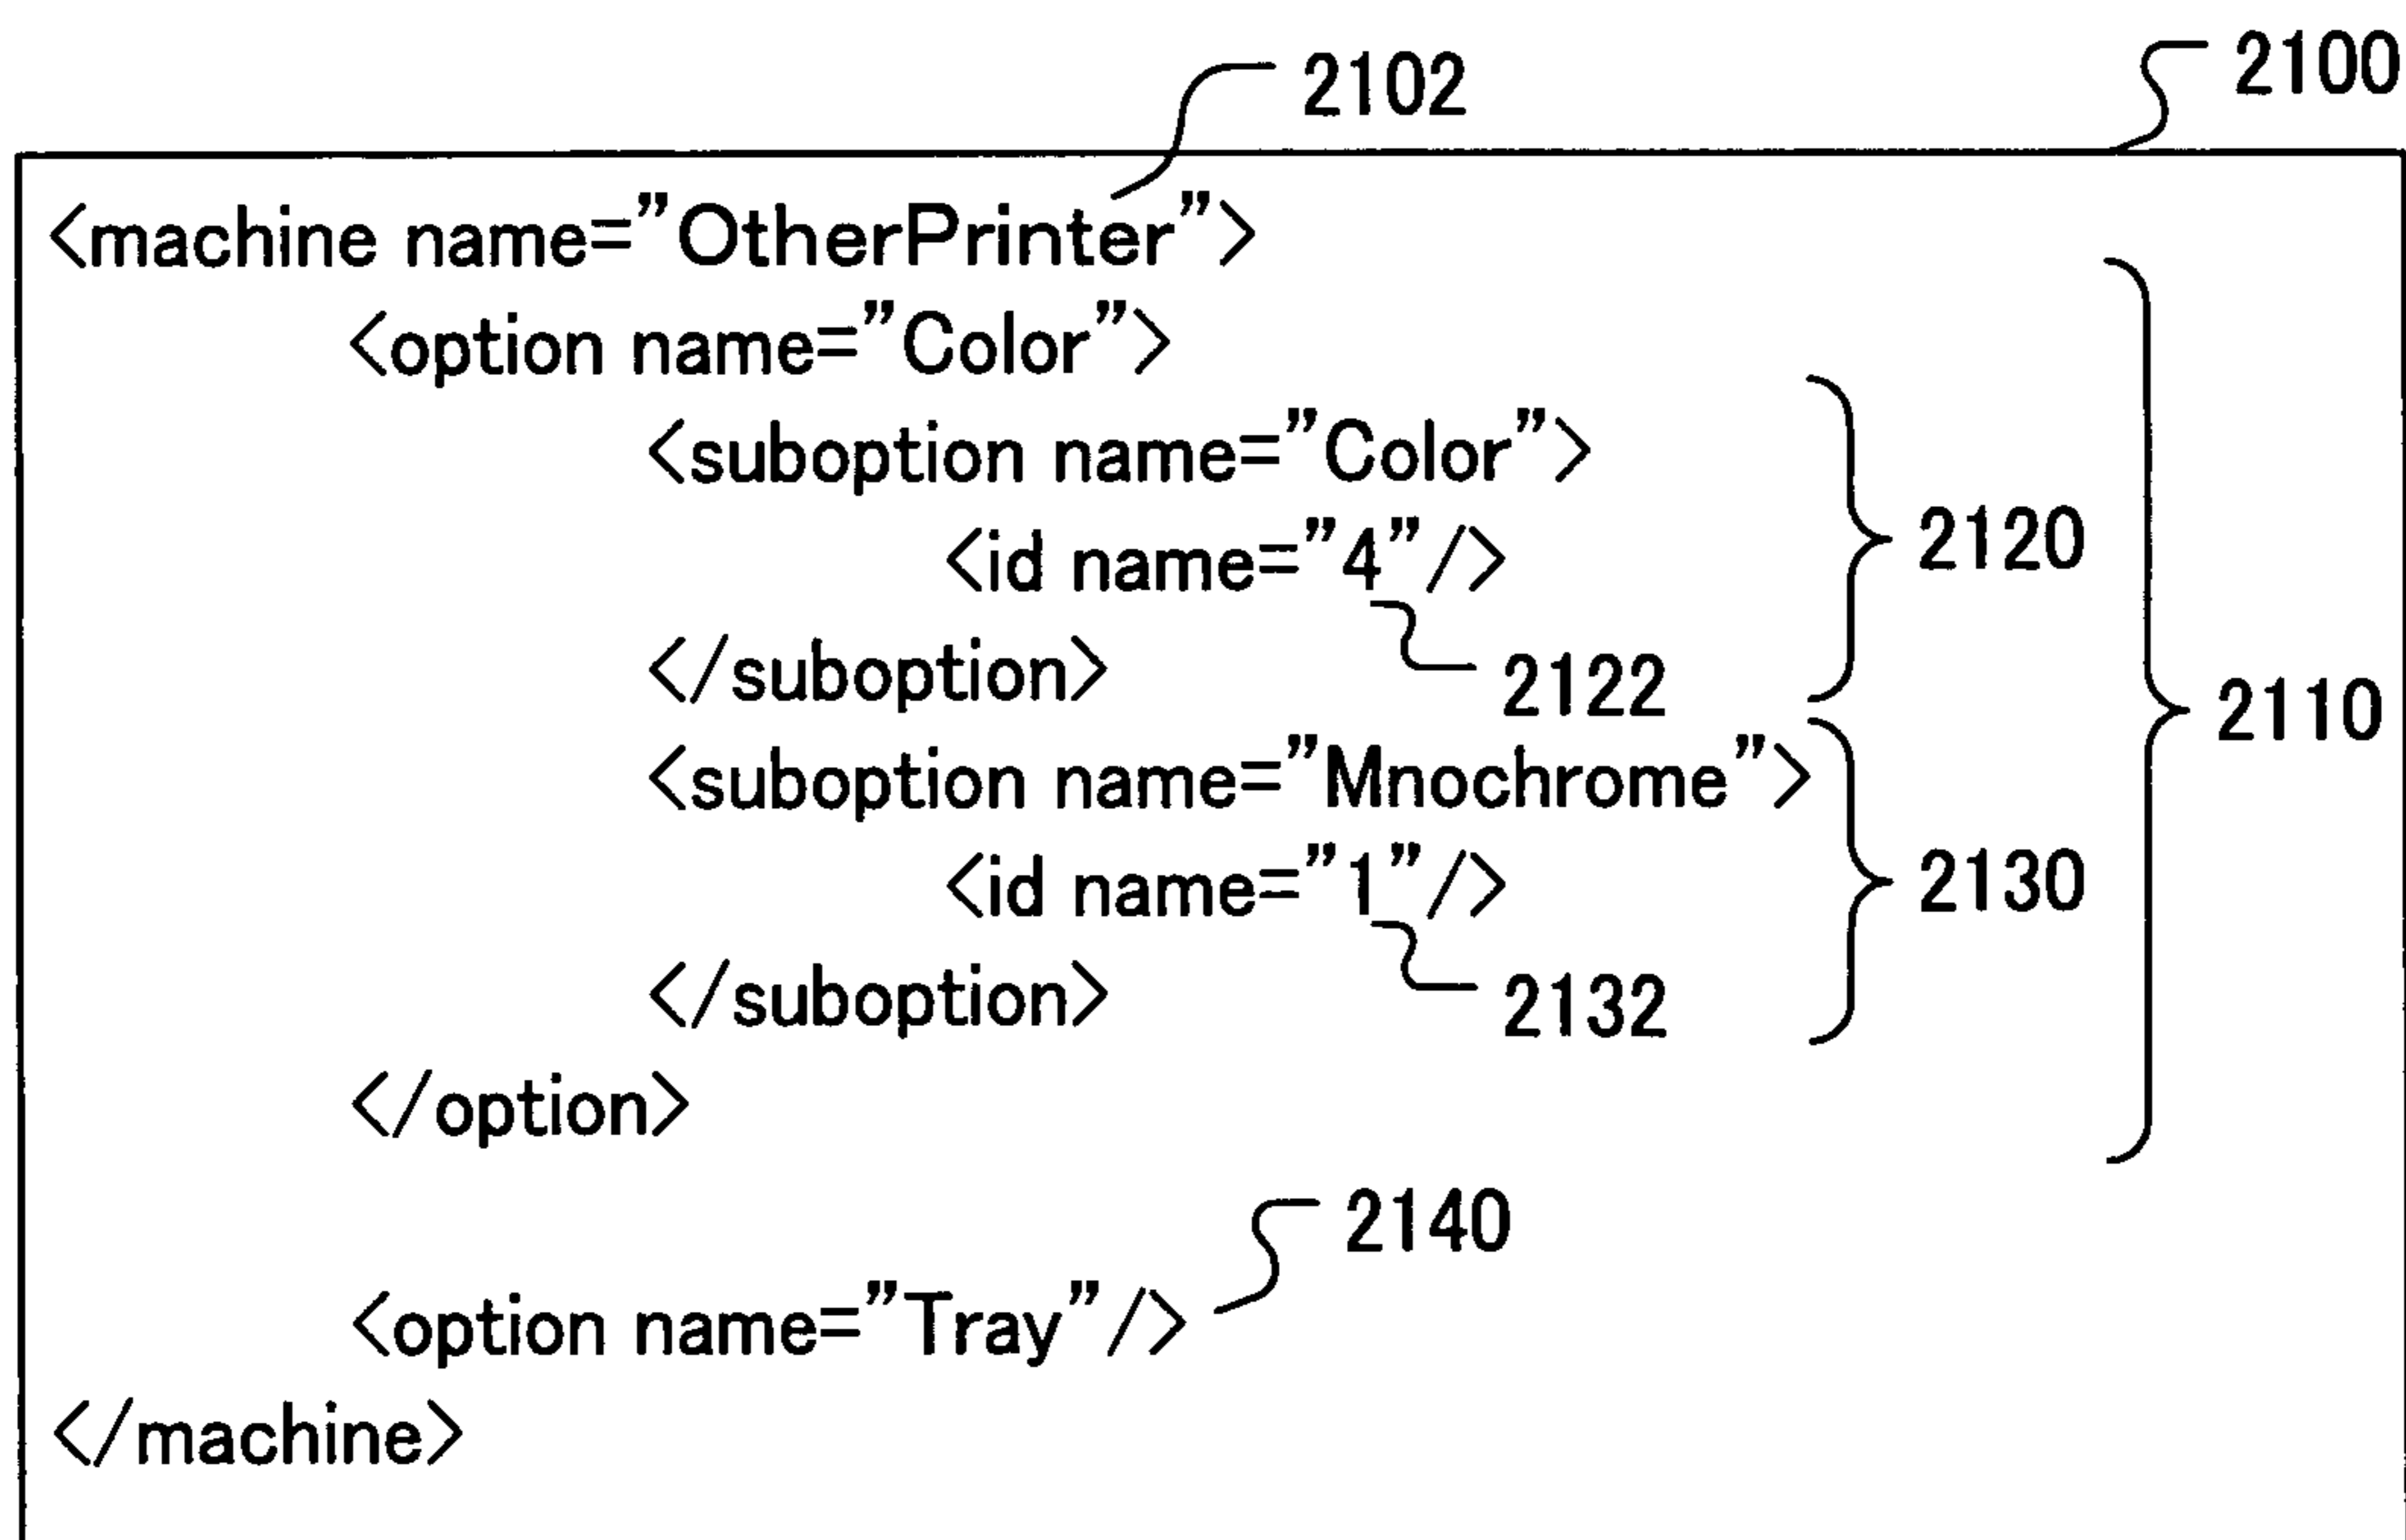 2102
2100
<machine name="OtherPrinter">
<option name="Color">
<suboption name="Color">
<id name="4"/>
2120
</suboption>
2122
2110
<suboption name="Mnochrome">
<id name="1"/>
2130
</suboption>
2132
</option>
2140
<option name="Tray"/>
</machine>